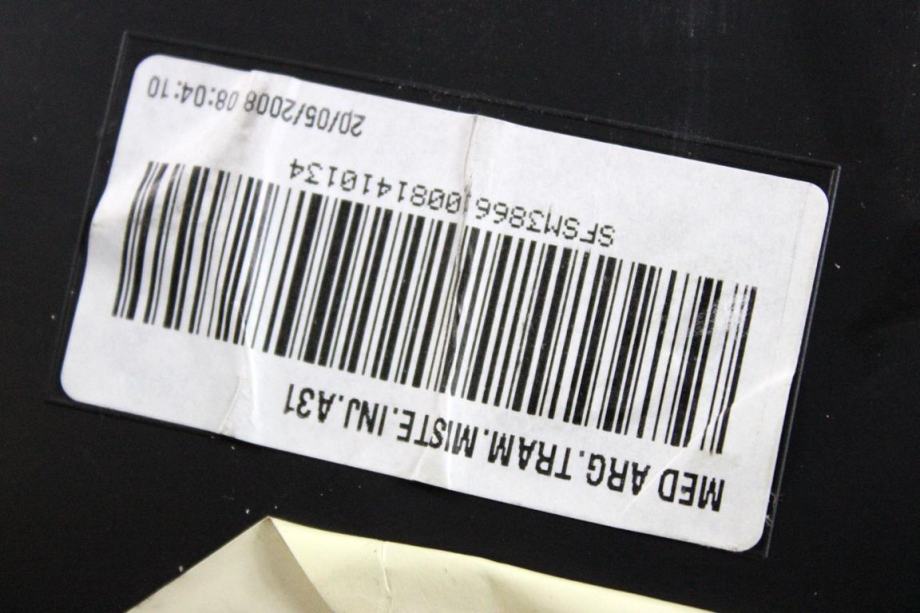 MED ARG.TRAM.MISTE.INJ.A31
SFSM3866.0081410134
20/05/2008 08:04:10